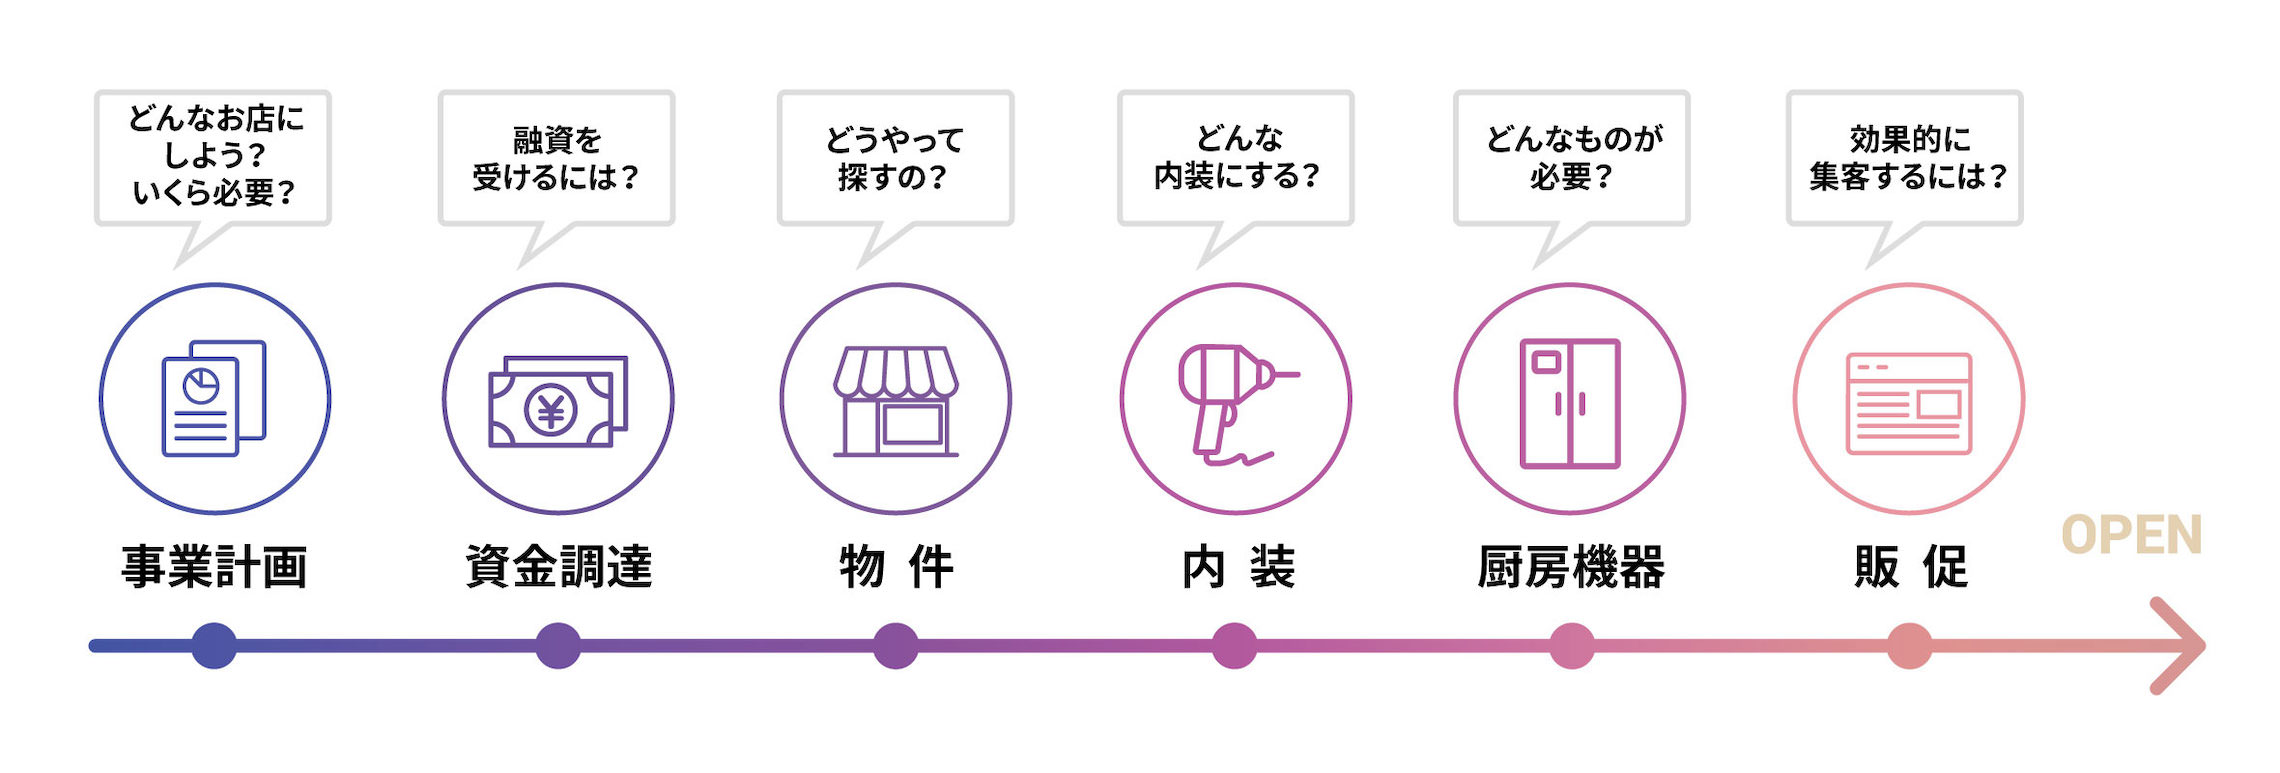 どんなお店に
しよう？
いくら必要？
融資を
受けるには？
どうやって
探すの？
どんな
内装にする？
どんなものが
必要？
効果的に
集客するには？
¥
事業計画
資金調達
物 件
内 装
厨房機器
販 促
OPEN